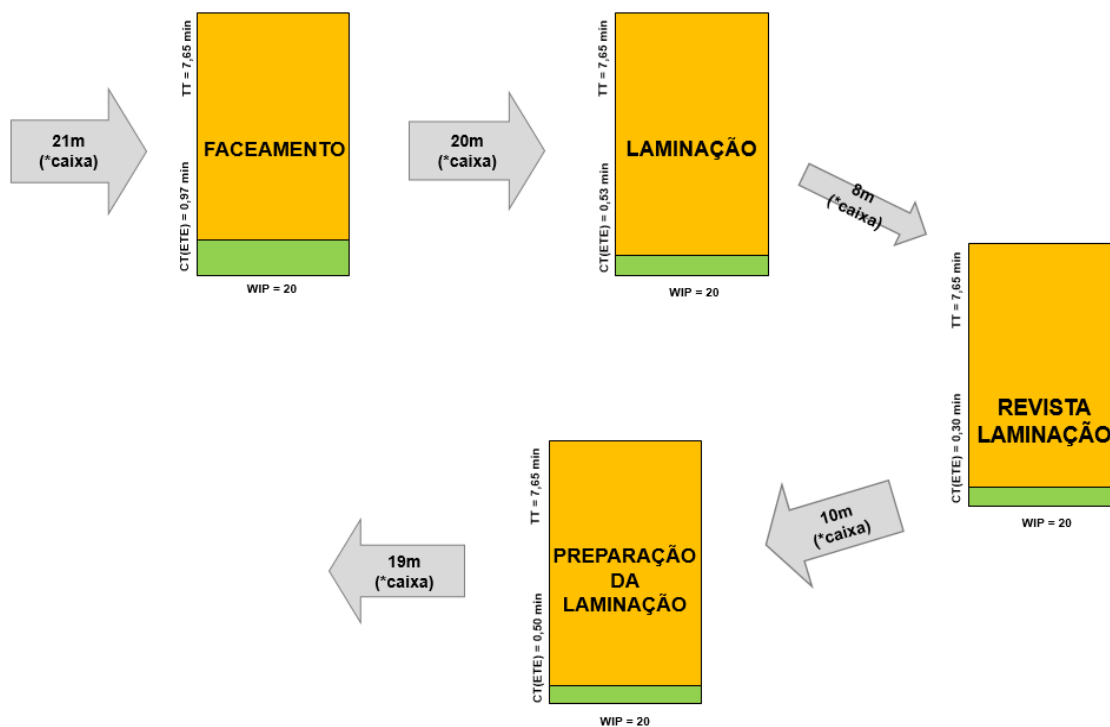 21m
(*caixa)
TT = 7,65 min
CT(ETE) = 0,97 min
FACEAMENTO
WIP = 20
20m
(*caixa)
TT = 7,65 min
CT(ETE) = 0,53 min
LAMINAÇÃO
WIP = 20
8m
(*caixa)
TT = 7,65 min
CT(ETE) = 0,30 min
REVISTA
LAMINAÇÃO
WIP = 20
10m
(*caixa)
TT = 7,65 min
CT(ETE) = 0,50 min
PREPARAÇÃO
DA
LAMINAÇÃO
WIP = 20
19m
(*caixa)